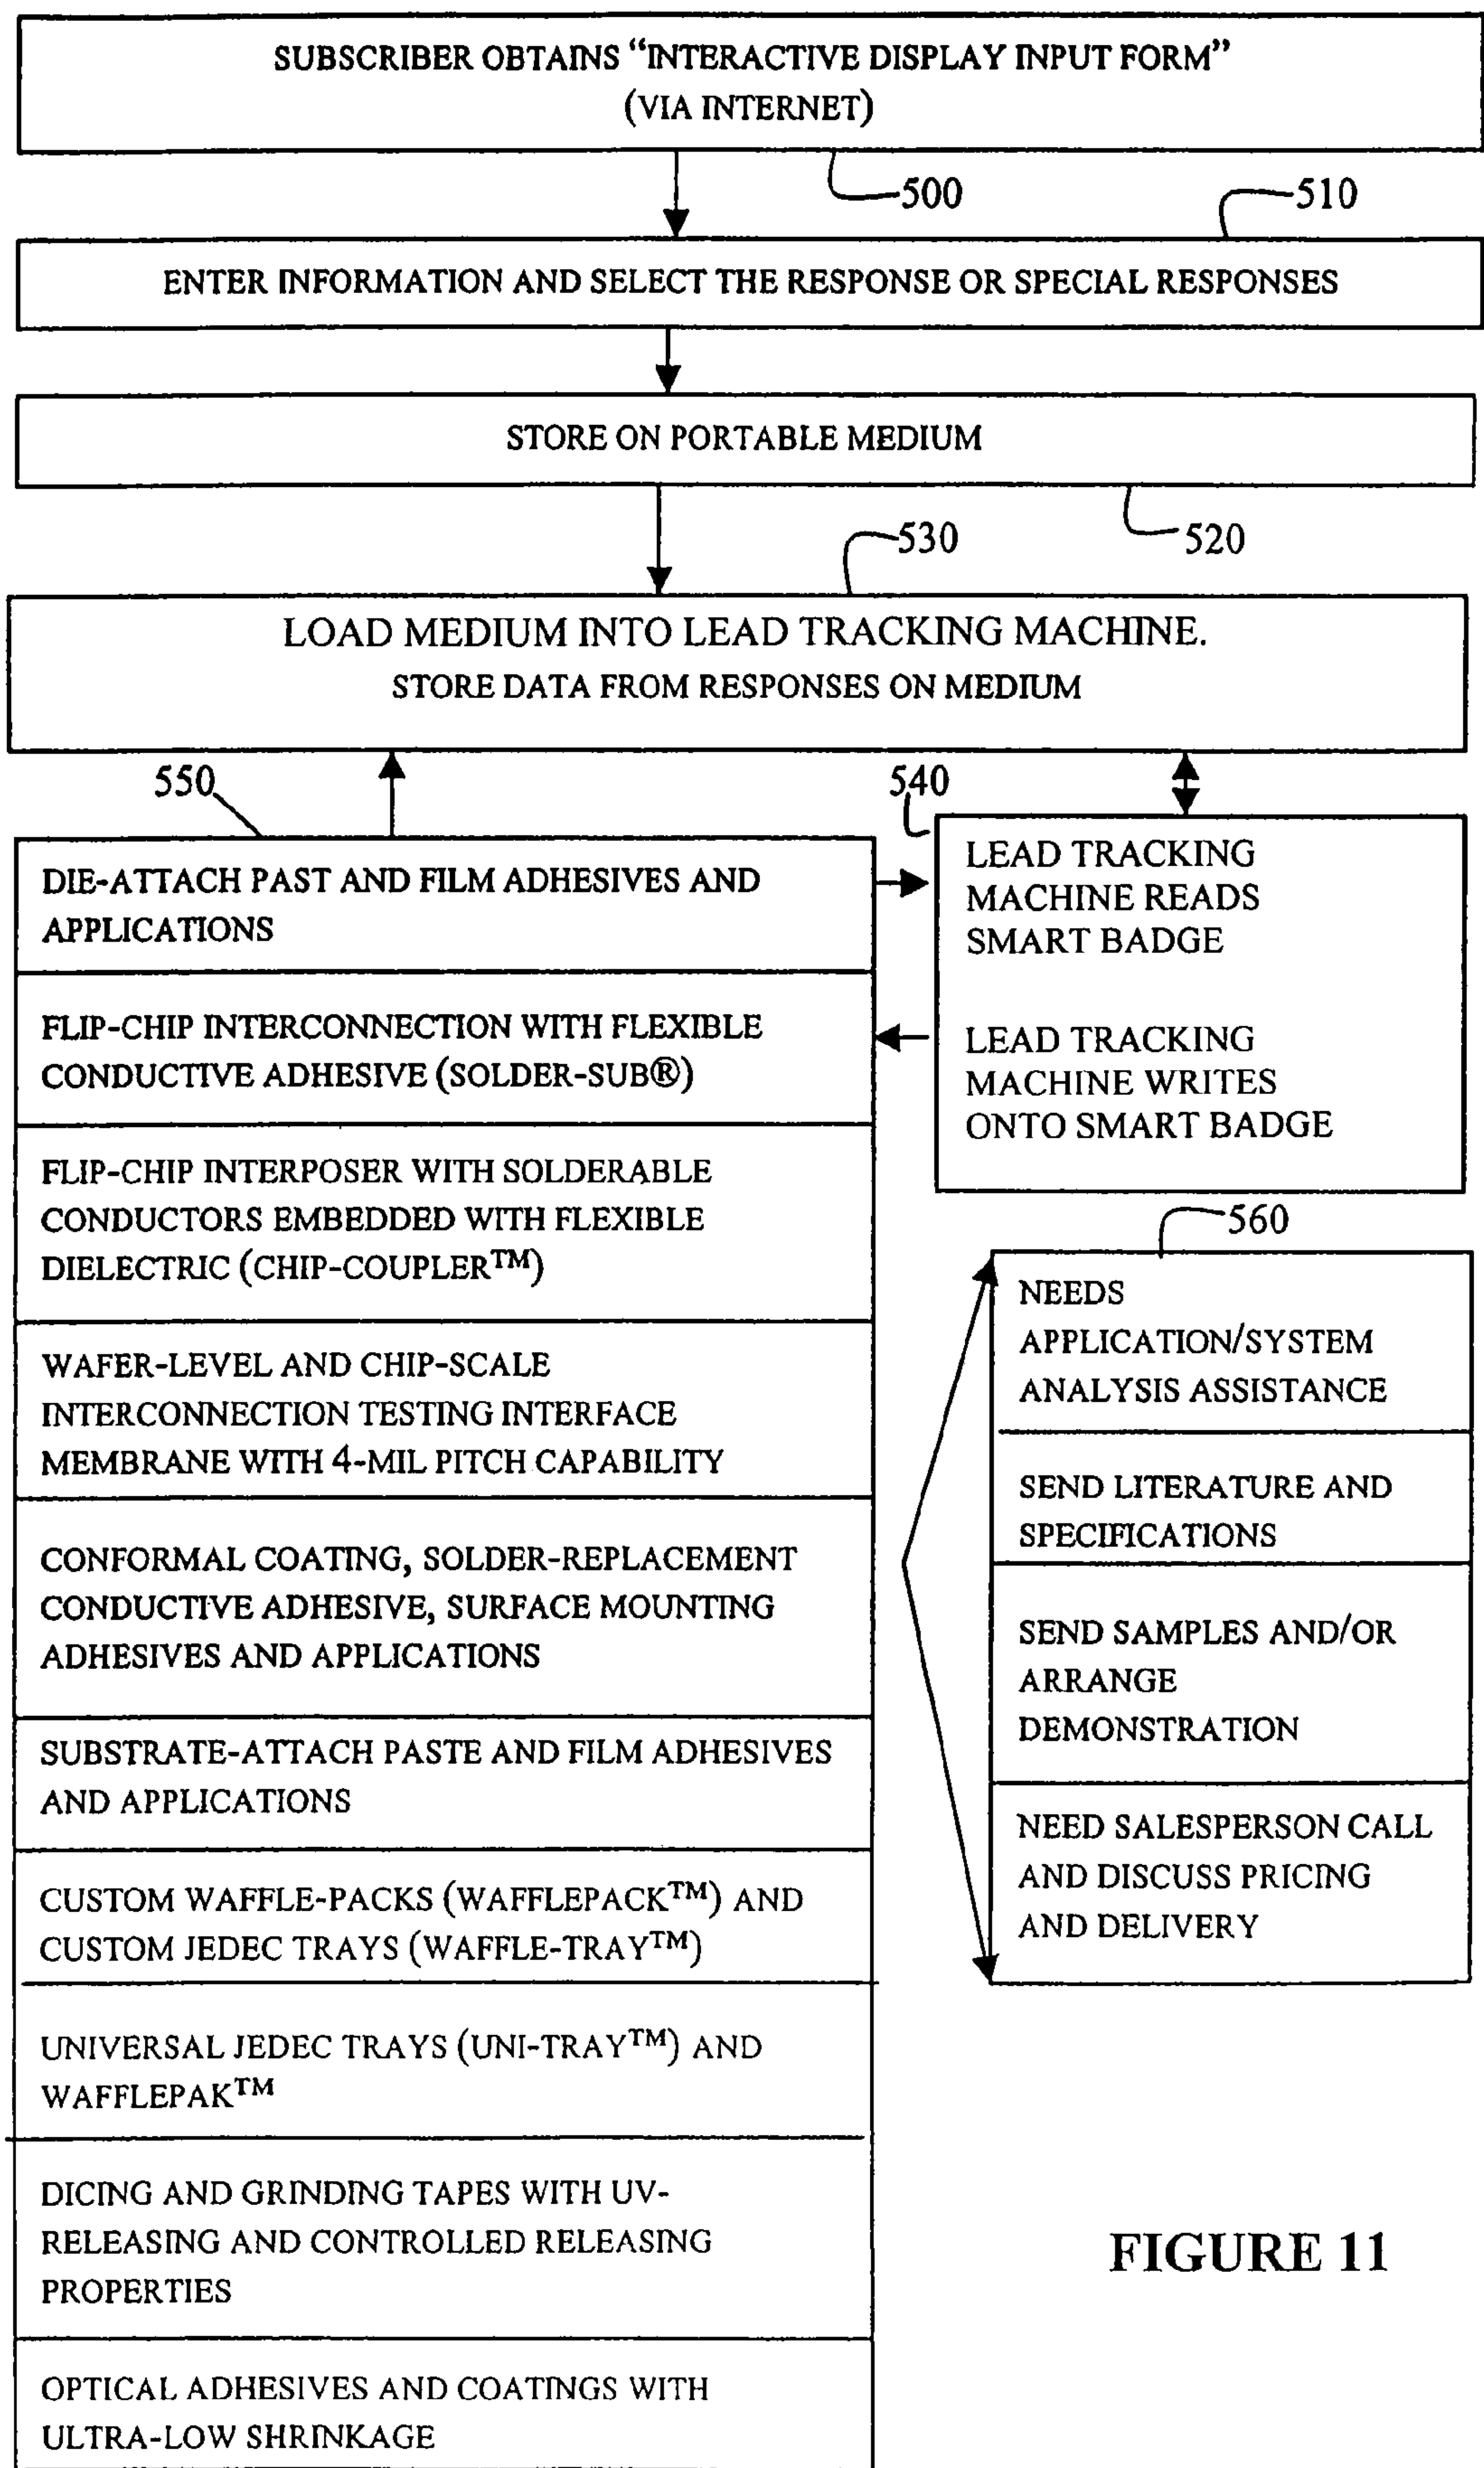 SUBSCRIBER OBTAINS “INTERACTIVE DISPLAY INPUT FORM”
(VIA INTERNET)
500
510
ENTER INFORMATION AND SELECT THE RESPONSE OR SPECIAL RESPONSES
STORE ON PORTABLE MEDIUM
520
530
LOAD MEDIUM INTO LEAD TRACKING MACHINE.
STORE DATA FROM RESPONSES ON MEDIUM
550
DIE-ATTACH PAST AND FILM ADHESIVES AND
APPLICATIONS
FLIP-CHIP INTERCONNECTION WITH FLEXIBLE
CONDUCTIVE ADHESIVE (SOLDER-SUB®)
FLIP-CHIP INTERPOSER WITH SOLDERABLE
CONDUCTORS EMBEDDED WITH FLEXIBLE
DIELECTRIC (CHIP-COUPLER™)
WAFER-LEVEL AND CHIP-SCALE
INTERCONNECTION TESTING INTERFACE
MEMBRANE WITH 4-MIL PITCH CAPABILITY
CONFORMAL COATING, SOLDER-REPLACEMENT
CONDUCTIVE ADHESIVE, SURFACE MOUNTING
ADHESIVES AND APPLICATIONS
SUBSTRATE-ATTACH PASTE AND FILM ADHESIVES
AND APPLICATIONS
CUSTOM WAFFLE-PACKS (WAFFLEPACK™) AND
CUSTOM JEDEC TRAYS (WAFFLE-TRAY™)
UNIVERSAL JEDEC TRAYS (UNI-TRAY™) AND
WAFFLEPAK™
DICING AND GRINDING TAPES WITH UV-
RELEASING AND CONTROLLED RELEASING
PROPERTIES
OPTICAL ADHESIVES AND COATINGS WITH
ULTRA-LOW SHRINKAGE
540
LEAD TRACKING
MACHINE READS
SMART BADGE
LEAD TRACKING
MACHINE WRITES
ONTO SMART BADGE
560
NEEDS
APPLICATION/SYSTEM
ANALYSIS ASSISTANCE
SEND LITERATURE AND
SPECIFICATIONS
SEND SAMPLES AND/OR
ARRANGE
DEMONSTRATION
NEED SALESPERSON CALL
AND DISCUSS PRICING
AND DELIVERY
FIGURE 11